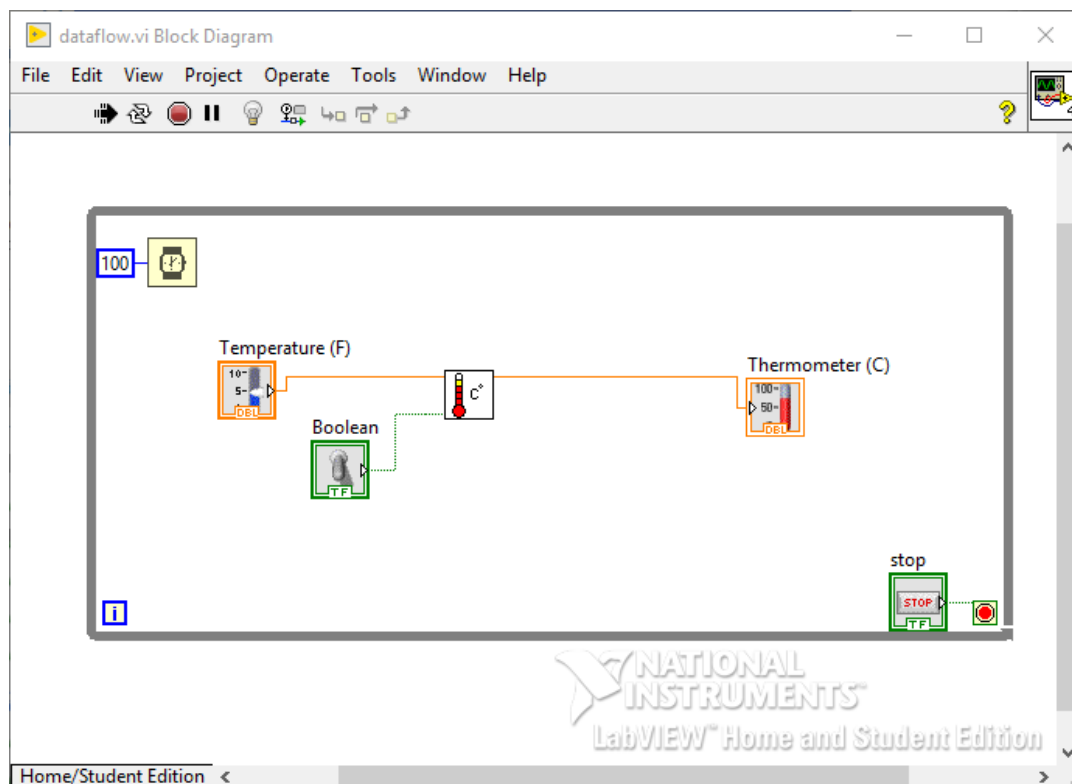 dataflow.vi Block Diagram
File Edit View Project Operate Tools Window Help
100
Temperature (F)
10
5
DBL
C°
Thermometer (C)
100
50
DBL
Boolean
TF
stop
STOP
TF
i
NATIONAL
INSTRUMENTS™
LabVIEW™ Home and Student Edition
Home/Student Edition